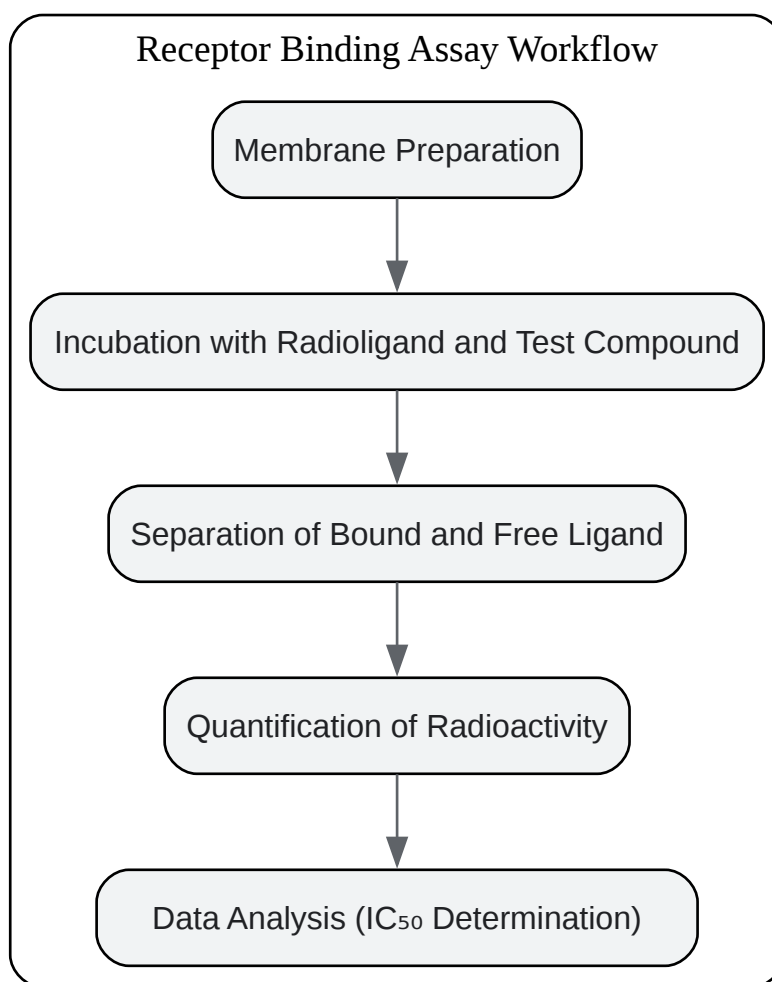 Receptor Binding Assay Workflow
Membrane Preparation
Incubation with Radioligand and Test Compound
Separation of Bound and Free Ligand
Quantification of Radioactivity
Data Analysis (IC₅₀ Determination)